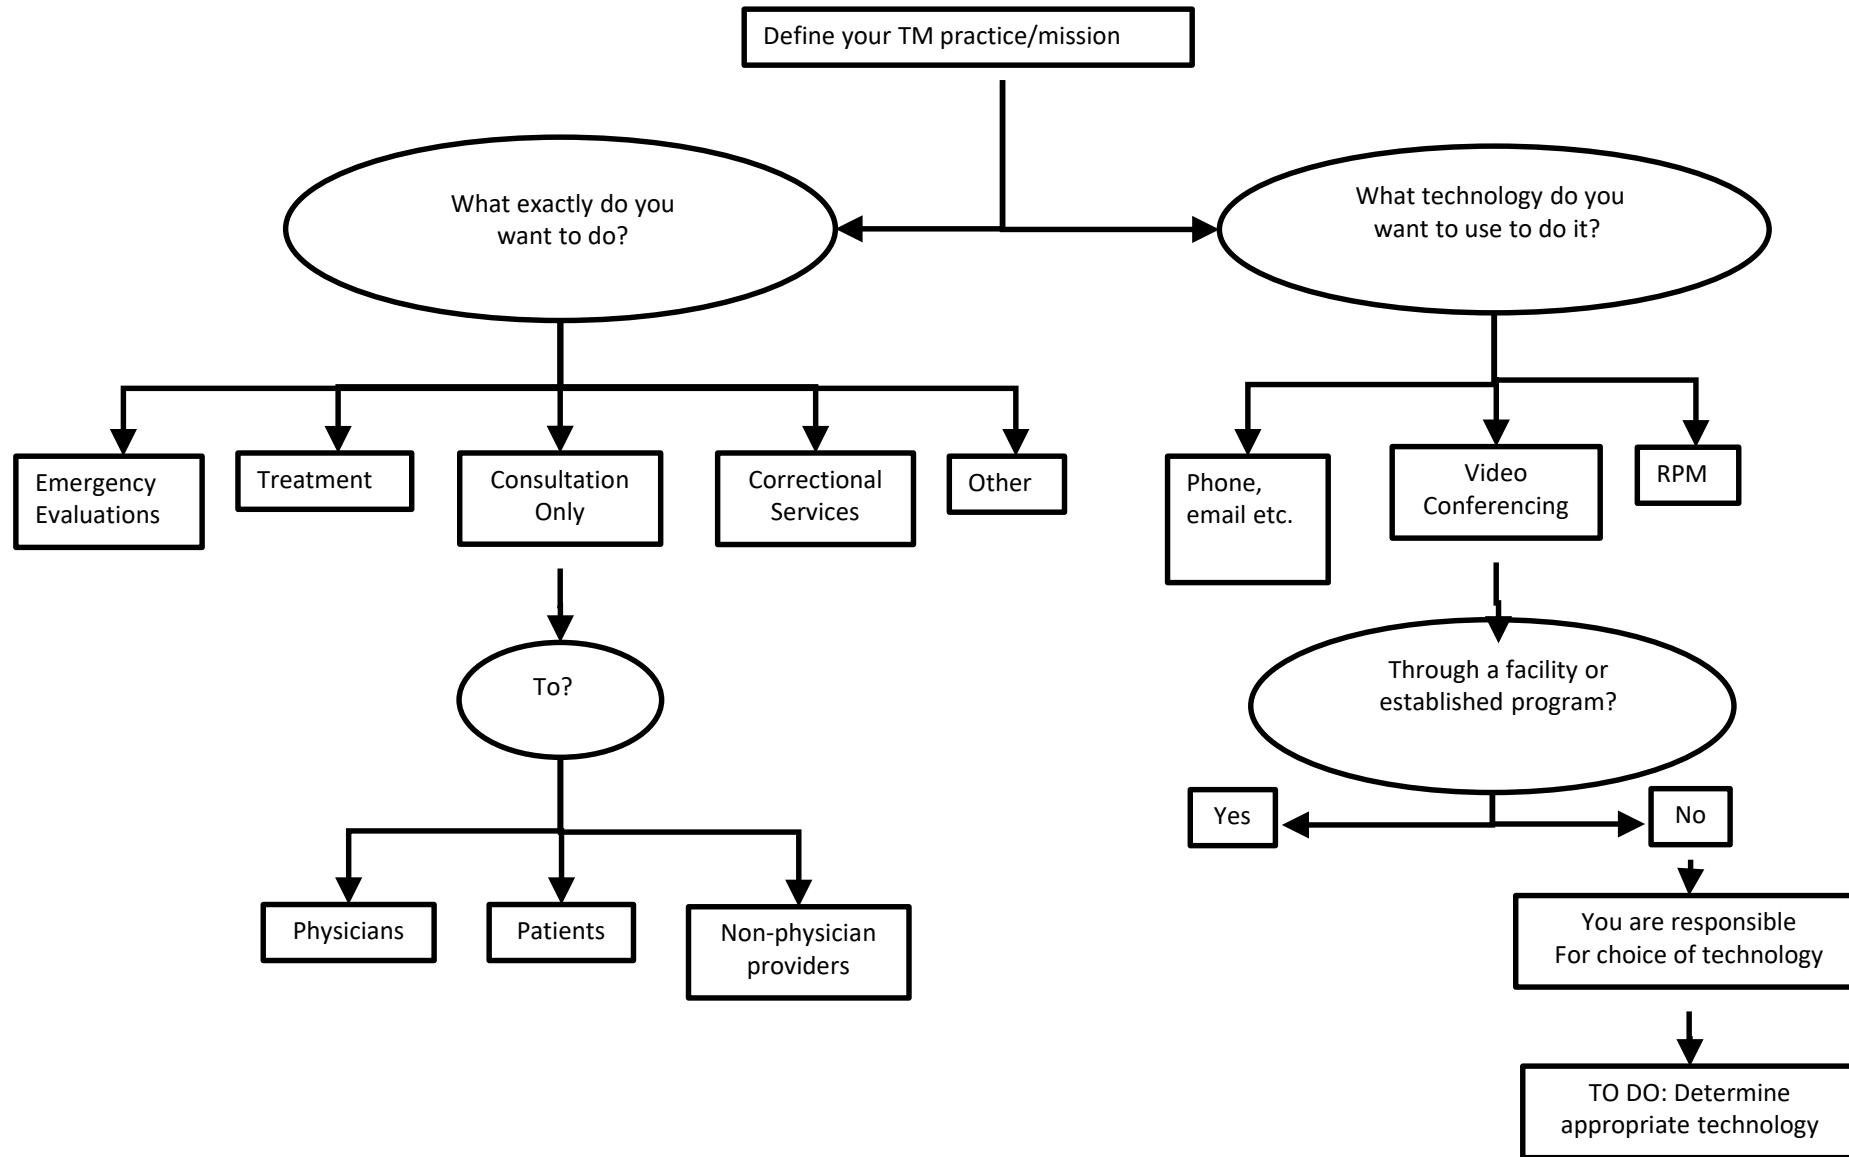 Define your TM practice/mission
What exactly do you
want to do?
What technology do you
want to use to do it?
Emergency
Evaluations
Treatment
Consultation
Only
Correctional
Services
Other
Phone,
email etc.
Video
Conferencing
RPM
To?
Through a facility or
established program?
Yes
No
Physicians
Patients
Non-physician
providers
You are responsible
For choice of technology
TO DO: Determine
appropriate technology